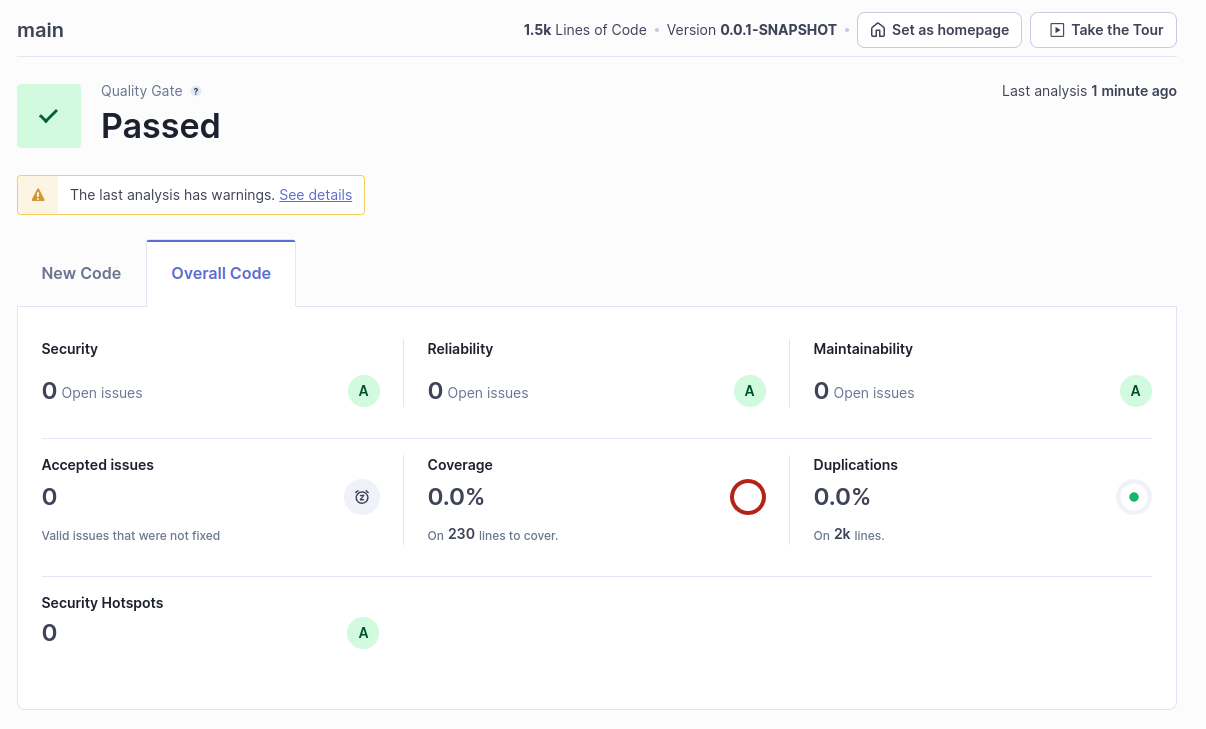 main
1.5k Lines of Code • Version 0.0.1-SNAPSHOT •
Set as homepage
Take the Tour
Quality Gate ?
Last analysis 1 minute ago
Passed
The last analysis has warnings. See details
New Code
Overall Code
Security
Reliability
Maintainability
0 Open issues A
0 Open issues A
0 Open issues A
Accepted issues
Coverage
Duplications
0
0.0%
0.0%
Valid issues that were not fixed
On 230 lines to cover.
On 2k lines.
Security Hotspots
0 A